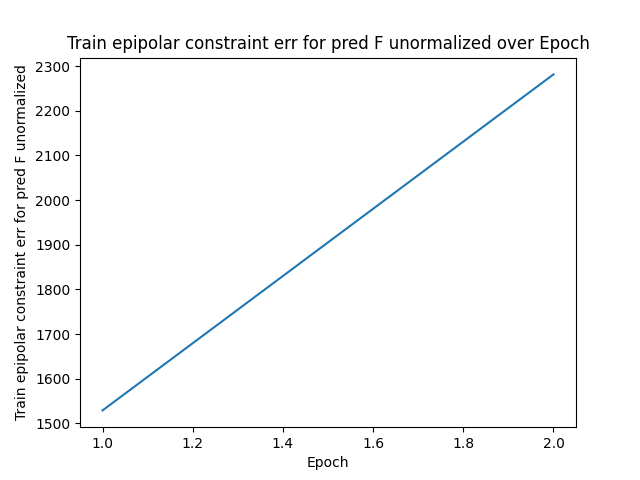 Train epipolar constraint err for pred F unormalized over Epoch
Train epipolar constraint err for pred F unormalized
2300
2200
2100
2000
1900
1800
1700
1600
1500
1.0 1.2 1.4 1.6 1.8 2.0
Epoch